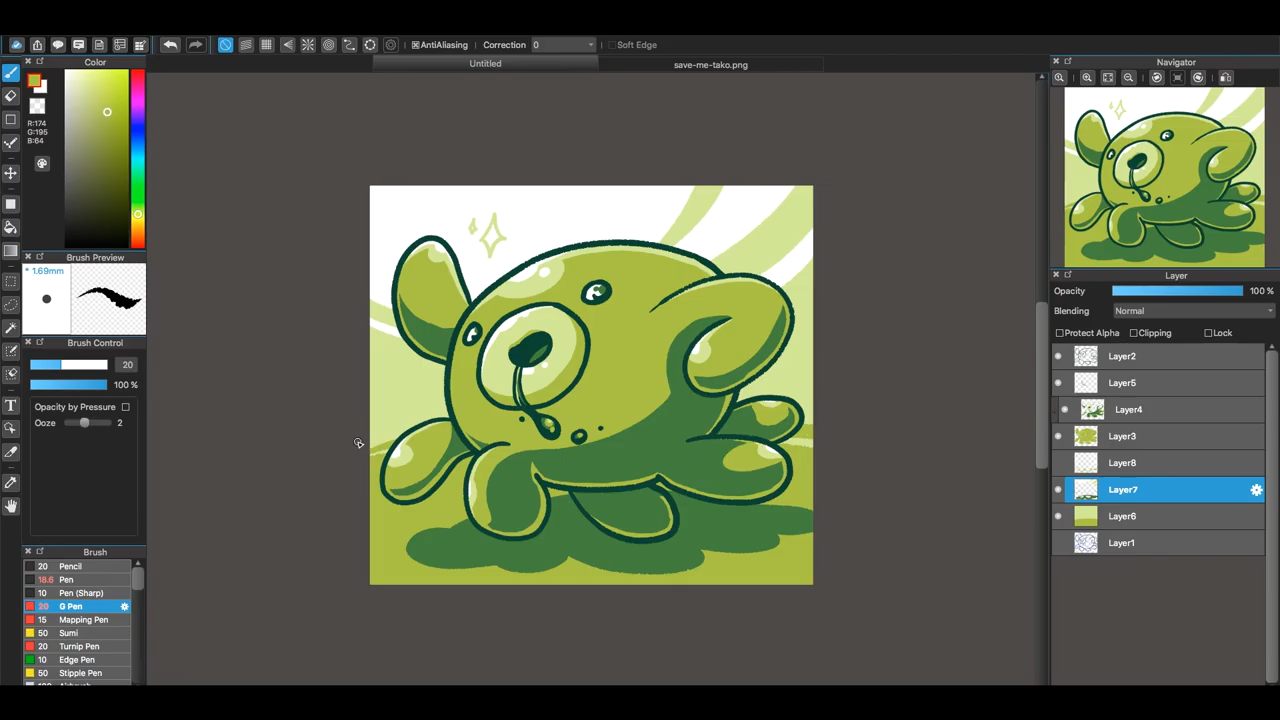 AntiAliasing Correction 0 Soft Edge
Color
Untitled
save-me-tako.png
Navigator
R:174
G:195
B:64
Brush Preview
* 1.69mm
Brush Control
20
100 %
Opacity by Pressure
Ooze 2
Brush
20 Pencil
18.6 Pen
10 Pen (Sharp)
20 G Pen
15 Mapping Pen
50 Sumi
20 Turnip Pen
10 Edge Pen
50 Stipple Pen
Layer
Opacity 100 %
Blending Normal
Protect Alpha Clipping Lock
Layer2
Layer5
Layer4
Layer3
Layer8
Layer7
Layer6
Layer1